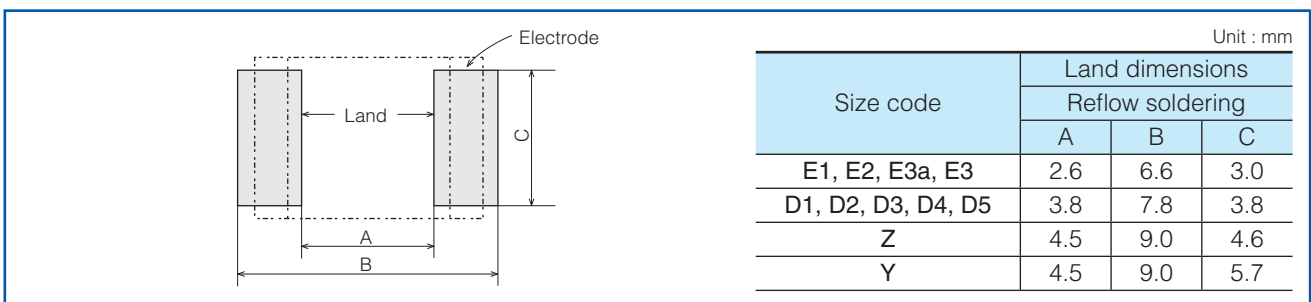 Electrode
Land
C
A
B
Unit : mm
Size code
Land dimensions
Reflow soldering
A B C
E1, E2, E3a, E3 2.6 6.6 3.0
D1, D2, D3, D4, D5 3.8 7.8 3.8
Z 4.5 9.0 4.6
Y 4.5 9.0 5.7